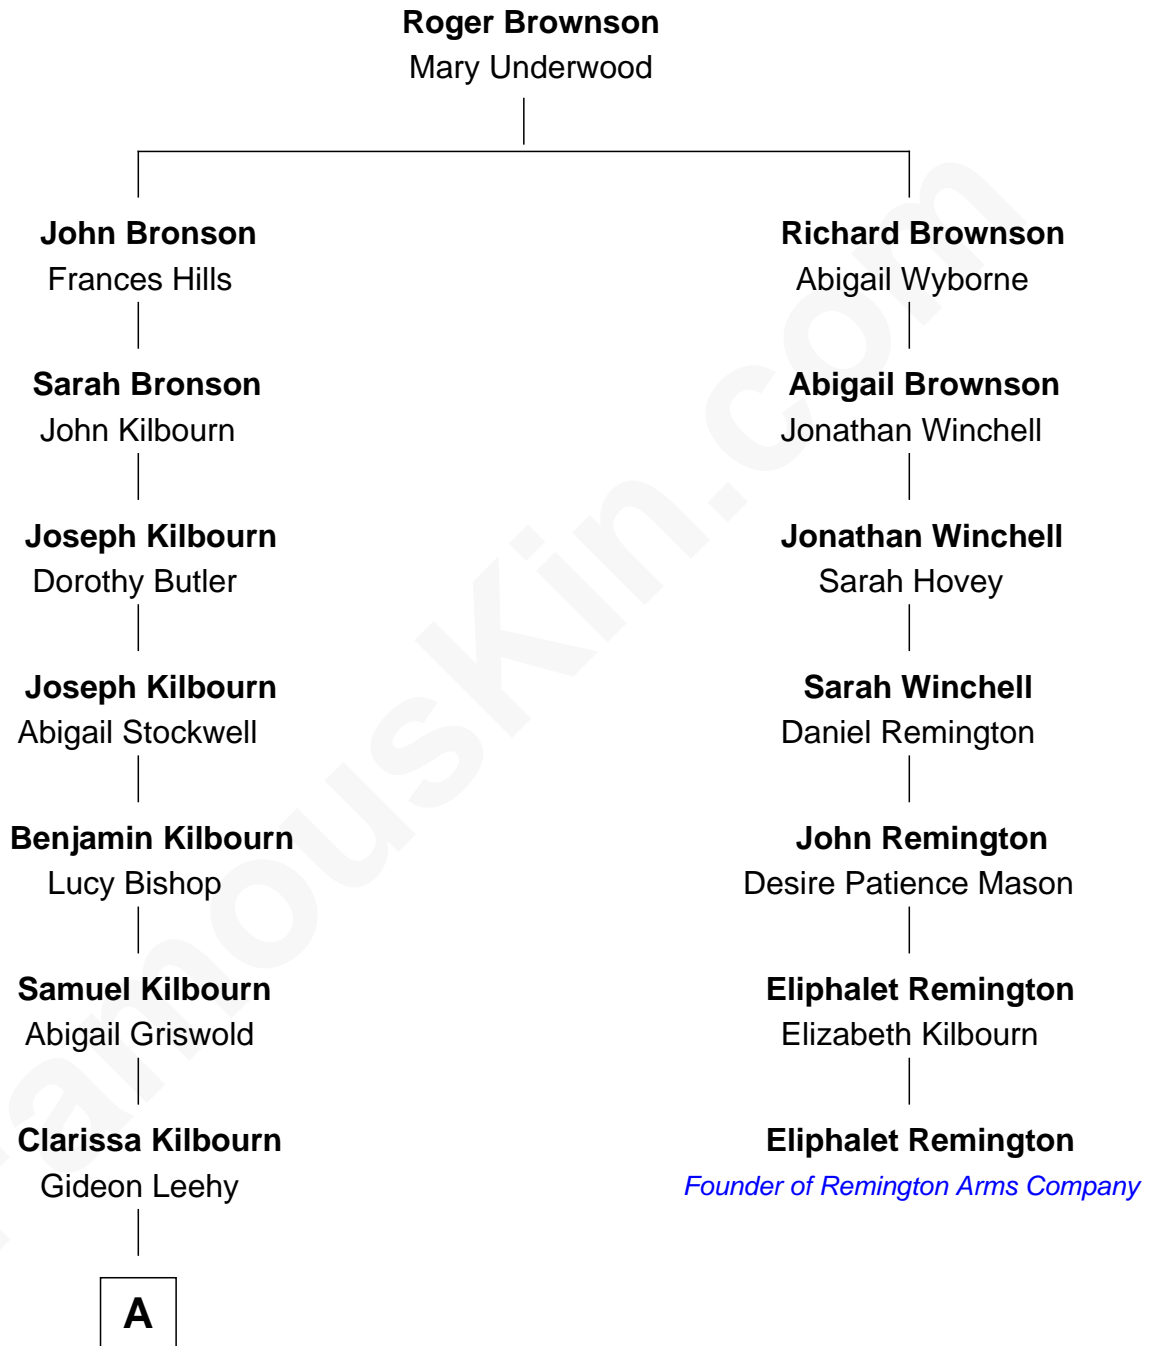 Roger Brownson
Mary Underwood
John Bronson
Frances Hills
Richard Brownson
Abigail Wyborne
Sarah Bronson
John Kilbourn
Abigail Brownson
Jonathan Winchell
Joseph Kilbourn
Dorothy Butler
Jonathan Winchell
Sarah Hovey
Joseph Kilbourn
Abigail Stockwell
Sarah Winchell
Daniel Remington
Benjamin Kilbourn
Lucy Bishop
John Remington
Desire Patience Mason
Samuel Kilbourn
Abigail Griswold
Eliphalet Remington
Elizabeth Kilbourn
Clarissa Kilbourn
Gideon Leehy
Eliphalet Remington
Founder of Remington Arms Company
A
FamousKin.com